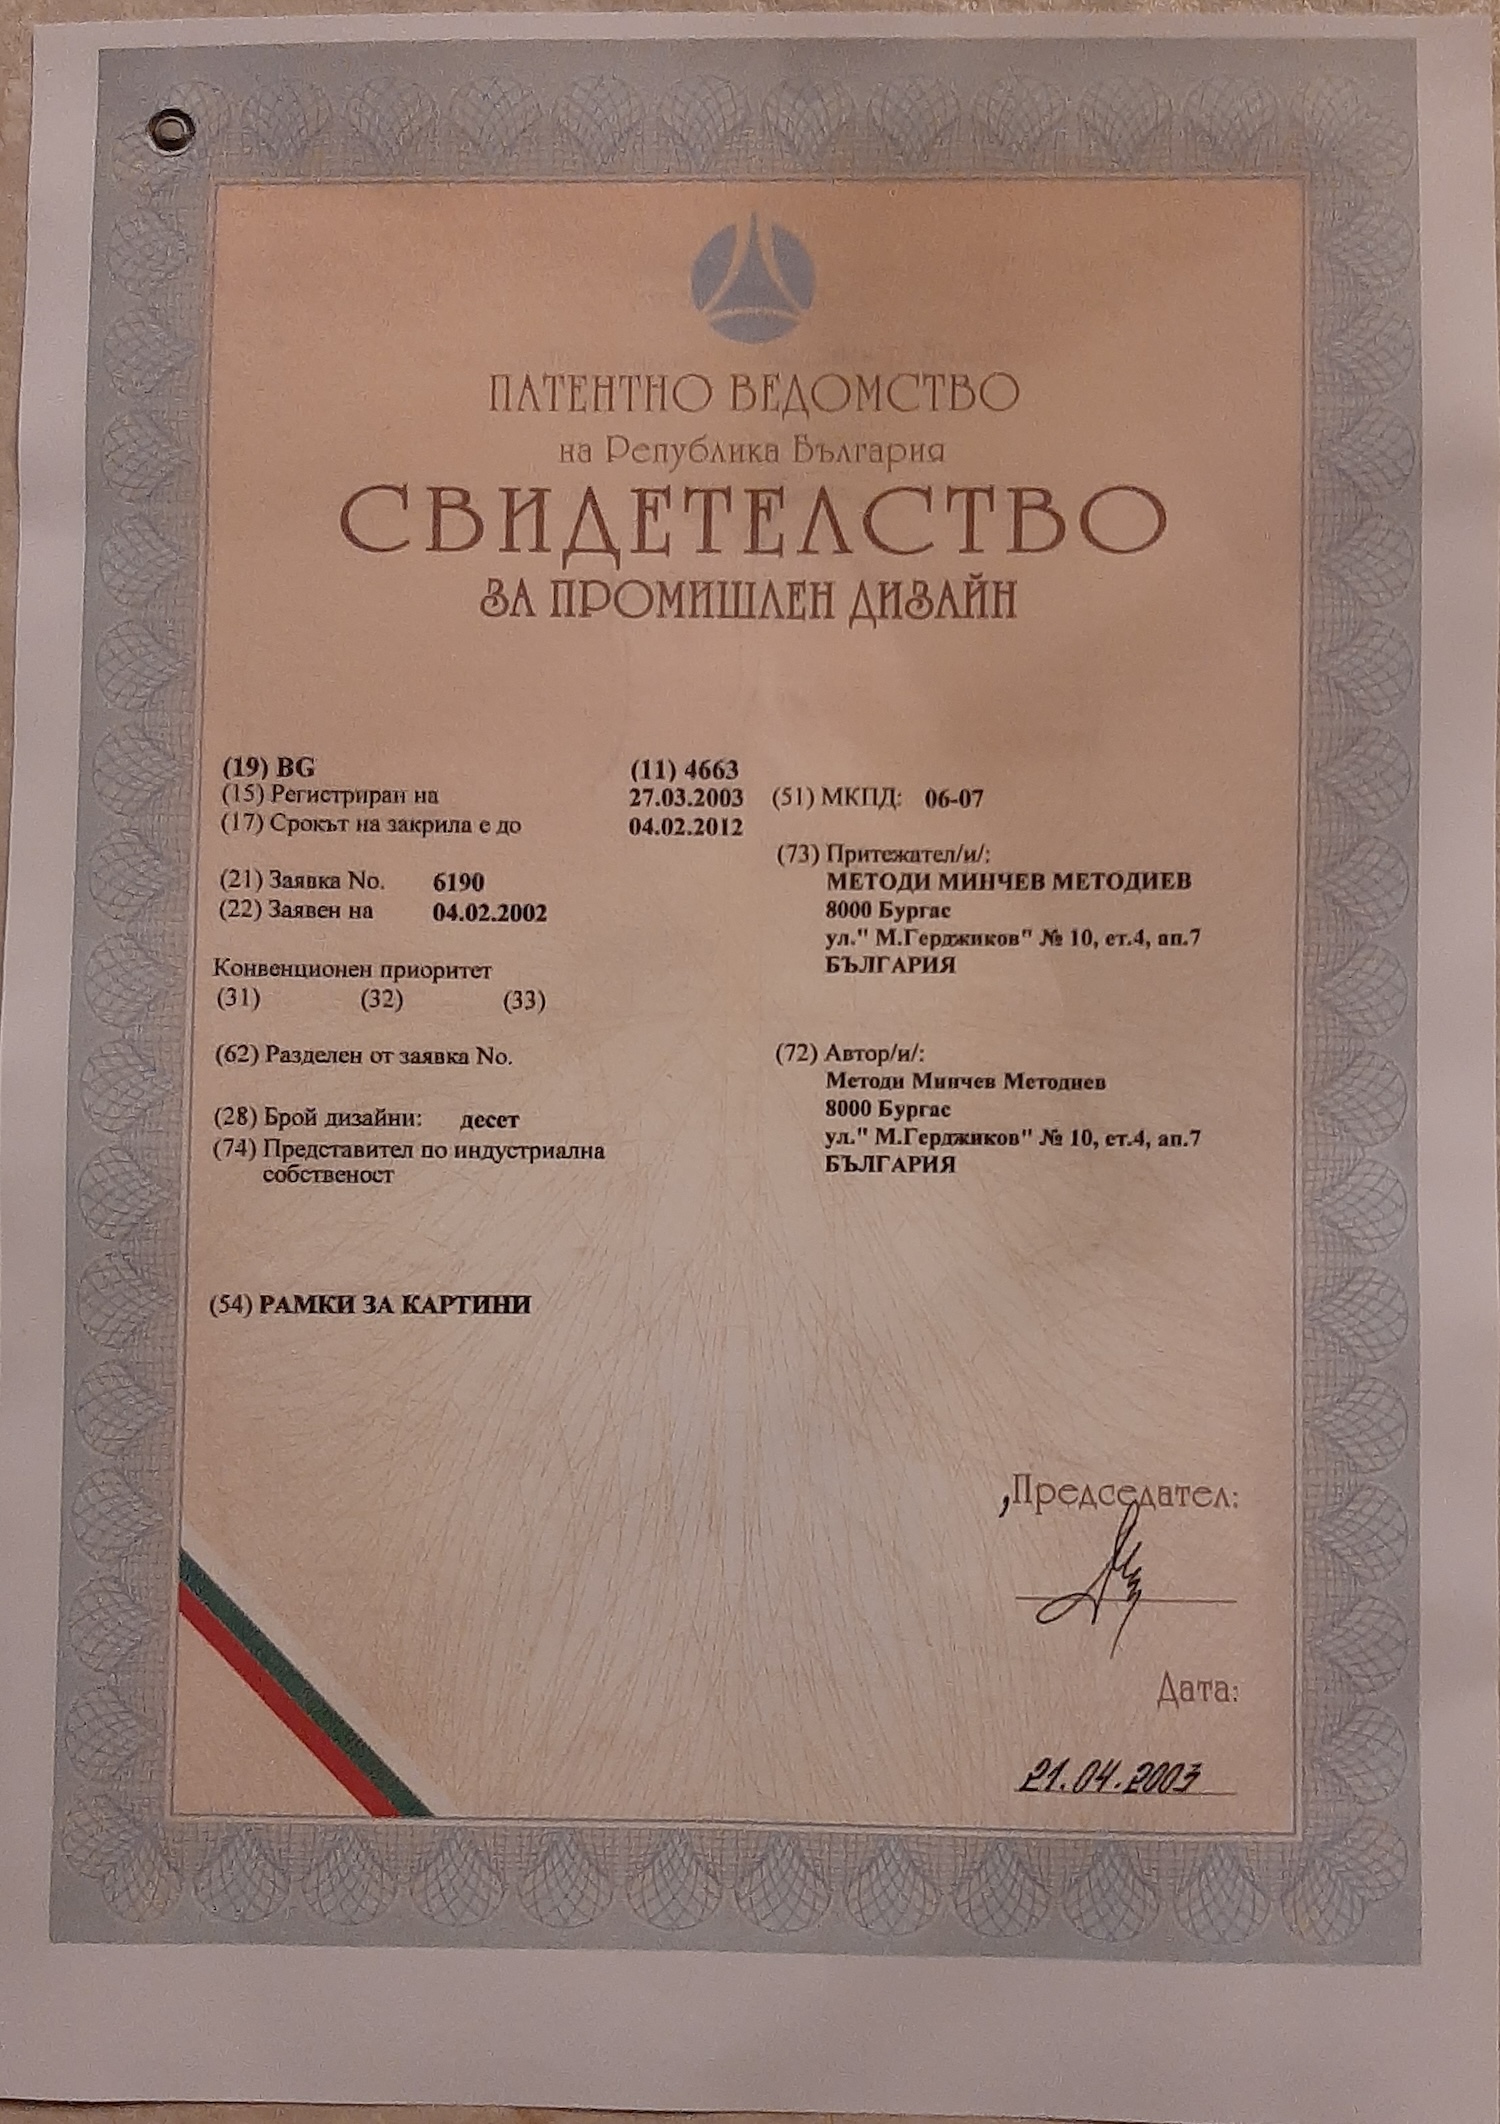 ПАТЕНТНО ВЕДОМСТВО
на Република България
СВИДЕТЕЛСТВО
ЗА ПРОМИШЛЕН ДИЗАЙН
(19) BG (11) 4663
(15) Регистриран на 27.03.2003 (51) МКПД: 06-07
(17) Срокът на закрила е до 04.02.2012
(73) Притежател/и/:
(21) Заявка No. 6190 МЕТОДИ МИНЧЕВ МЕТОДИЕВ
(22) Заявен на 04.02.2002 8000 Бургас
ул." М.Герджиков" № 10, ет.4, ап.7
Конвенционен приоритет БЪЛГАРИЯ
(31) (32) (33)
(62) Разделен от заявка No. (72) Автор/и/:
Методи Минчев Методиев
(28) Брой дизайни: десет 8000 Бургас
(74) Представител по индустриална ул." М.Герджиков" № 10, ет.4, ап.7
собственост БЪЛГАРИЯ
(54) РАМКИ ЗА КАРТИНИ
Председател:
Дата:
21.04.2003